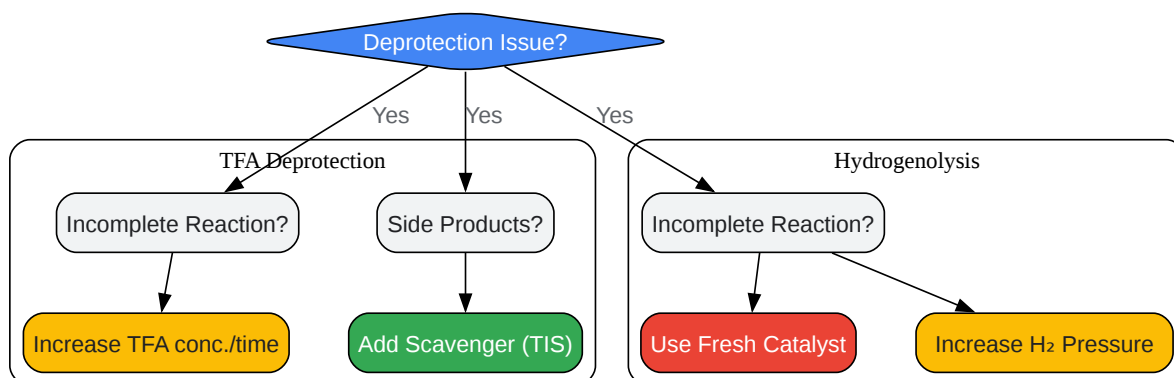 Deprotection Issue?
Yes
Yes
Yes
TFA Deprotection
Hydrogenolysis
Incomplete Reaction?
Side Products?
Incomplete Reaction?
Increase TFA conc./time
Add Scavenger (TIS)
Use Fresh Catalyst
Increase H₂ Pressure